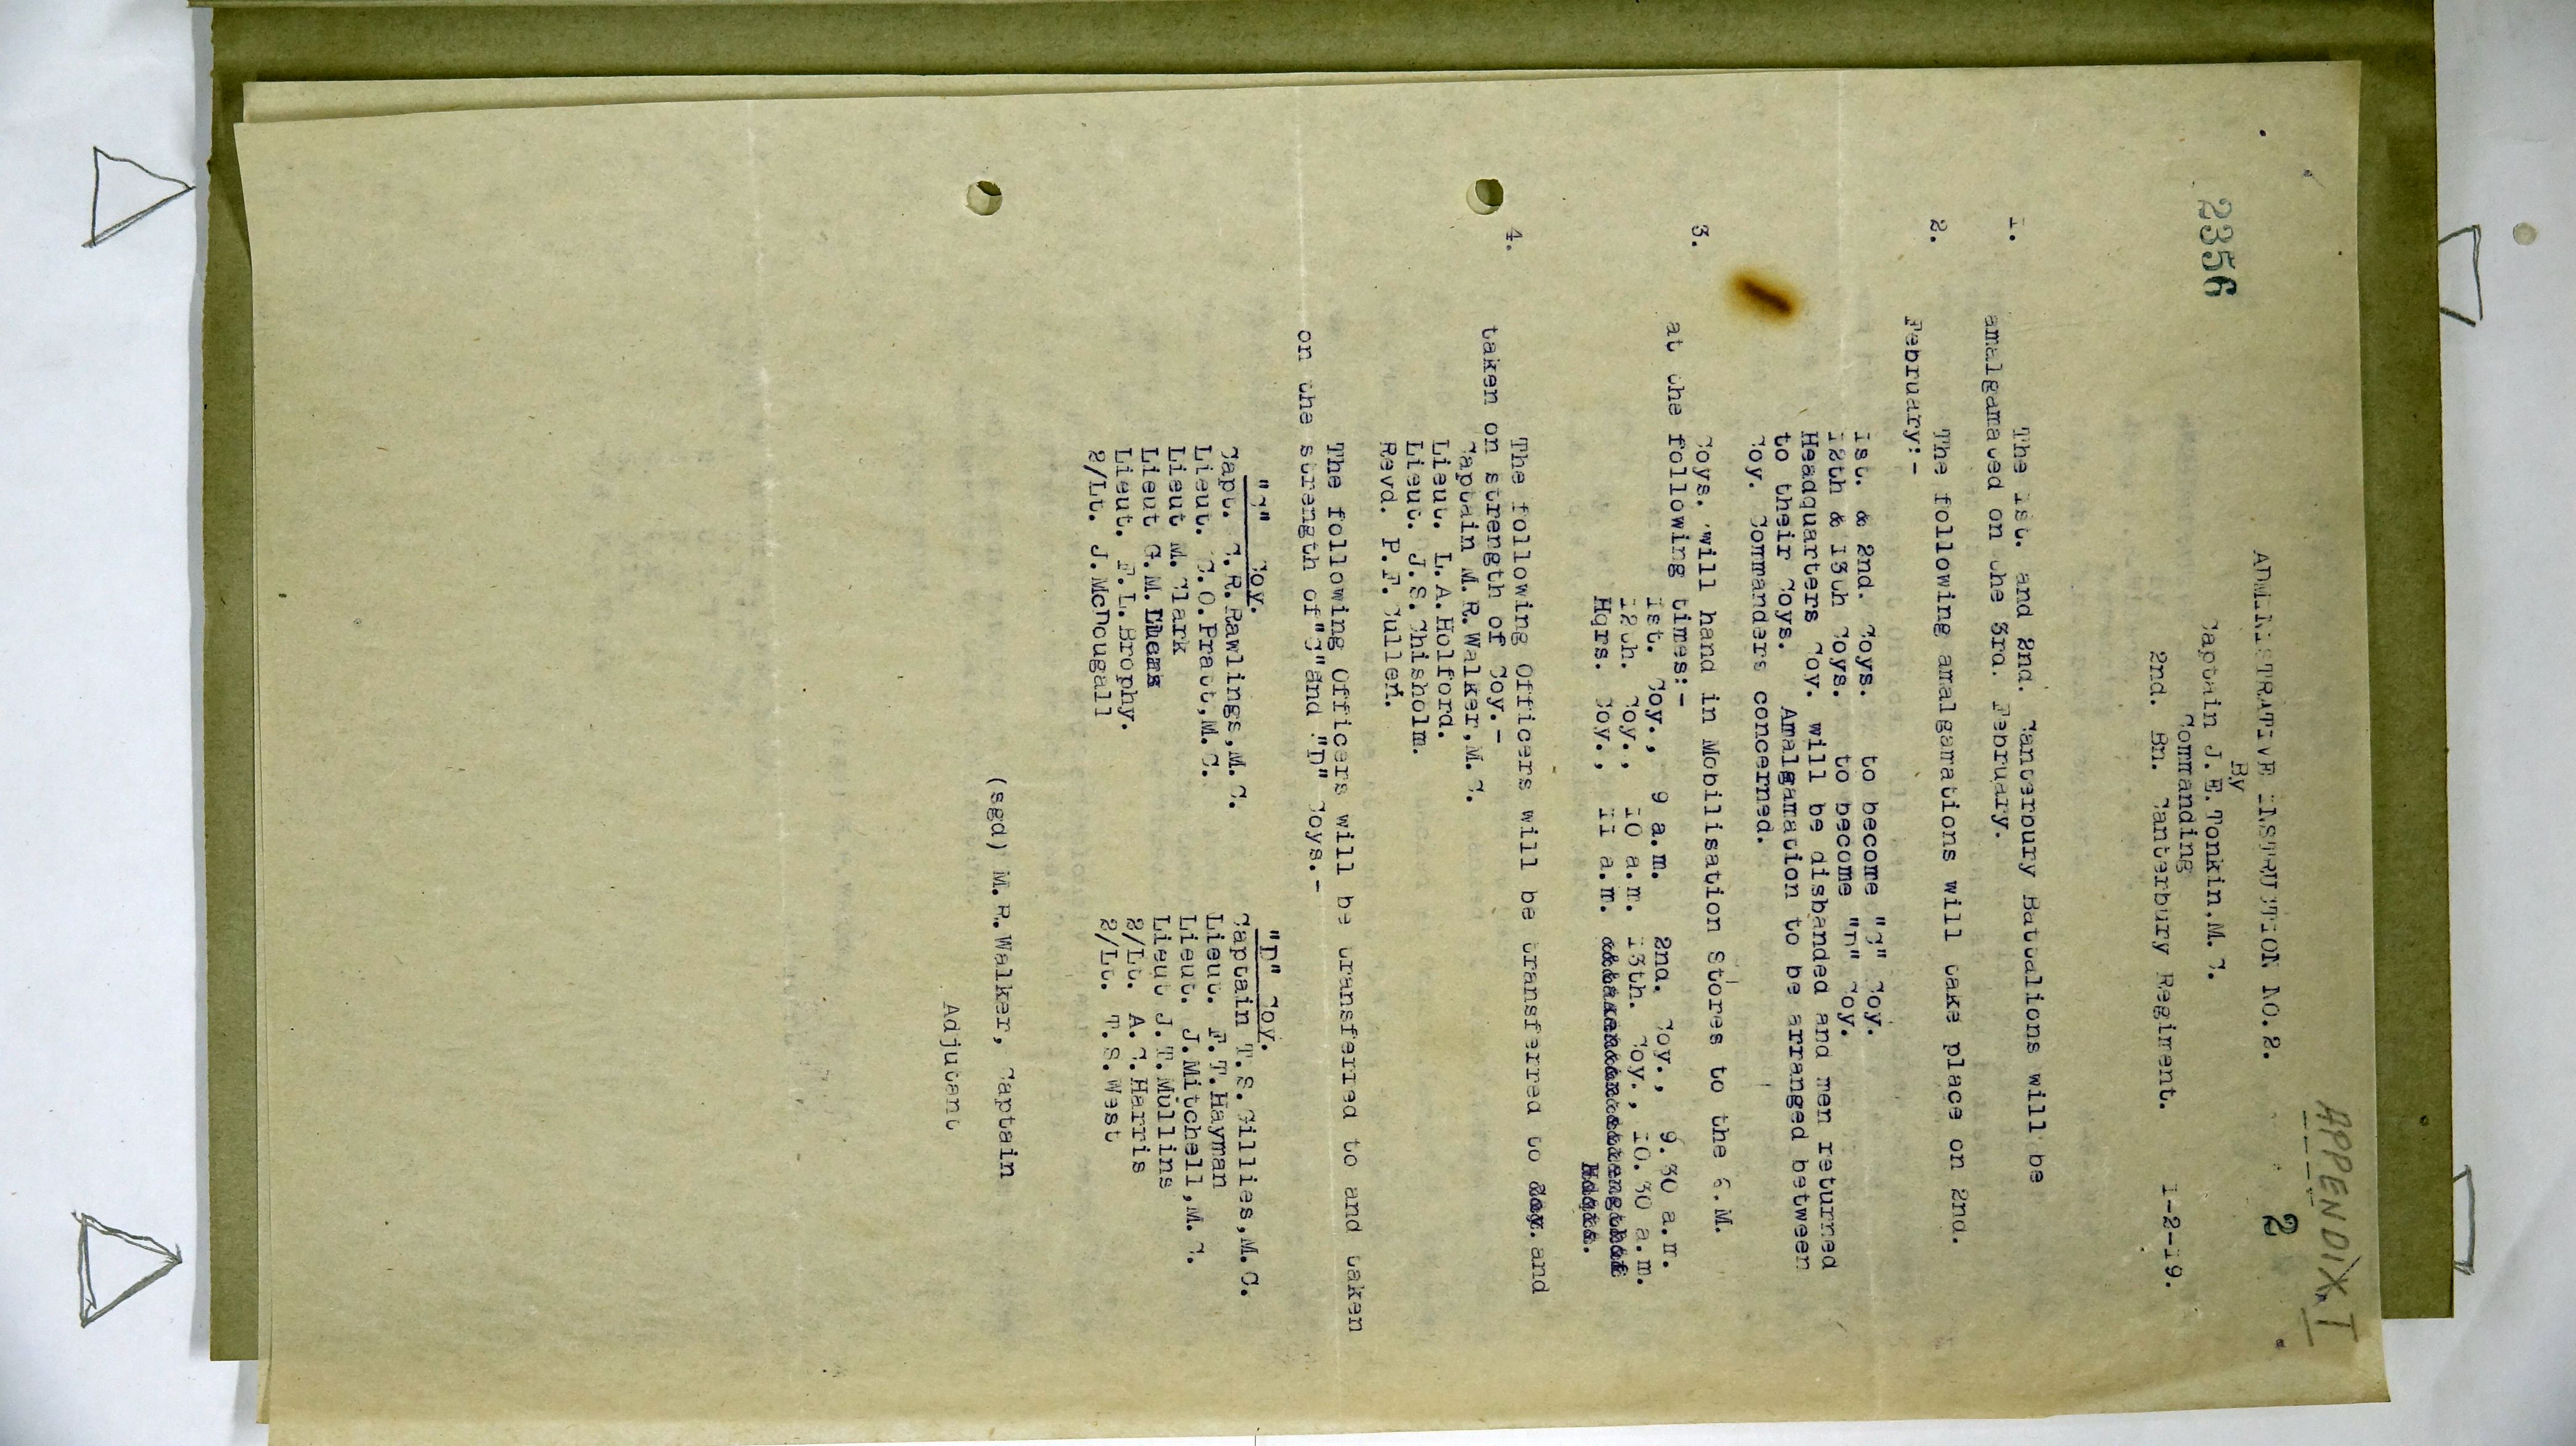 APPENDIX I
2
2356
ADMINISTRATIVE INSTRUCTION NO.2.
By
Captain J.E.Tonkin,M.C.
Commanding
2nd. Bn. Canterbury Regiment. 1-2-19.
1. The 1st. and 2nd. Canterbury Battalions will be
amalgamated on the 3rd. February.
2. The following amalgamations will take place on 2nd.
February:-
1st. & 2nd. Coys. to become "C" Coy.
12th & 13th Coys. to become "D" Coy.
Headquarters Coy. will be disbanded and men returned
to their Coys. Amalgamation to be arranged between
Coy. Commanders concerned.
3. Coys. will hand in Mobilisation Stores to the Q.M.
at the following times:-
1st. Coy., 9 a.m. 2nd. Coy., 9.30 a.m.
12th. Coy., 10 a.m. 13th. Coy., 10.30 a.m.
Hqrs. Coy., 11 a.m.
4. The following Officers will be transferred to and
taken on strength of Coy.-
Captain M.R.Walker,M.C.
Lieut. L.A.Holford.
Lieut. J.S.Chisholm.
Revd. P.F.Cullen.
The following Officers will be transferred to and taken
on the strength of "C" and "D" Coys.-
"C" Coy. "D" Coy.
Capt. C.R.Rawlings,M.C. Captain T.S.Gillies,M.C.
Lieut. C.O.Pratt,M.C. Lieut. F.T.Hayman
Lieut M.Clark Lieut. J.Mitchell,M.C.
Lieut G.M. Lieut J.T.Mullins
Lieut. F.L.Brophy. 2/Lt. A.C.Harris
2/Lt. J.McDougall 2/Lt. T.S.West
(sgd) M.R.Walker, Captain
Adjutant